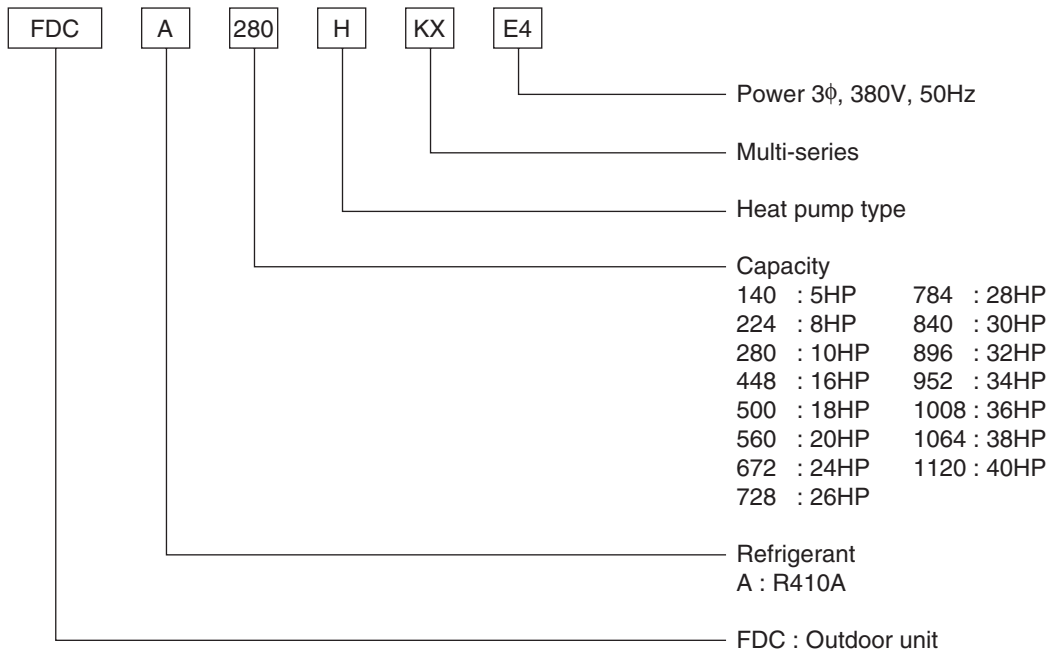 FDC A 280 H KX E4
Power 3ϕ, 380V, 50Hz
Multi-series
Heat pump type
Capacity
140 : 5HP 784 : 28HP
224 : 8HP 840 : 30HP
280 : 10HP 896 : 32HP
448 : 16HP 952 : 34HP
500 : 18HP 1008 : 36HP
560 : 20HP 1064 : 38HP
672 : 24HP 1120 : 40HP
728 : 26HP
Refrigerant
A : R410A
FDC : Outdoor unit